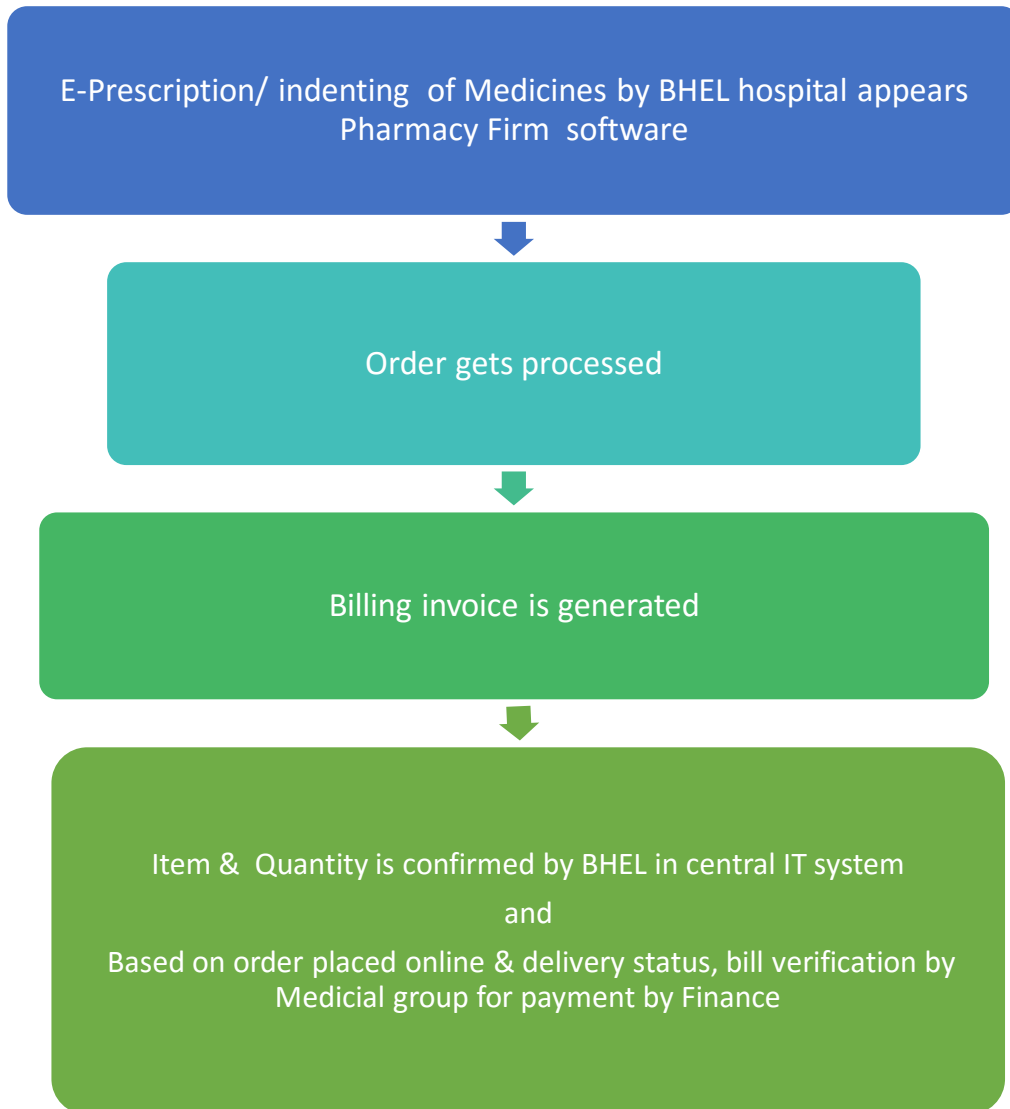 E-Prescription/ indenting  of Medicines by BHEL hospital appears
Pharmacy Firm  software
Order gets processed
Billing invoice is generated
Item &  Quantity is confirmed by BHEL in central IT system
and
Based on order placed online & delivery status, bill verification by
Medicial group for payment by Finance